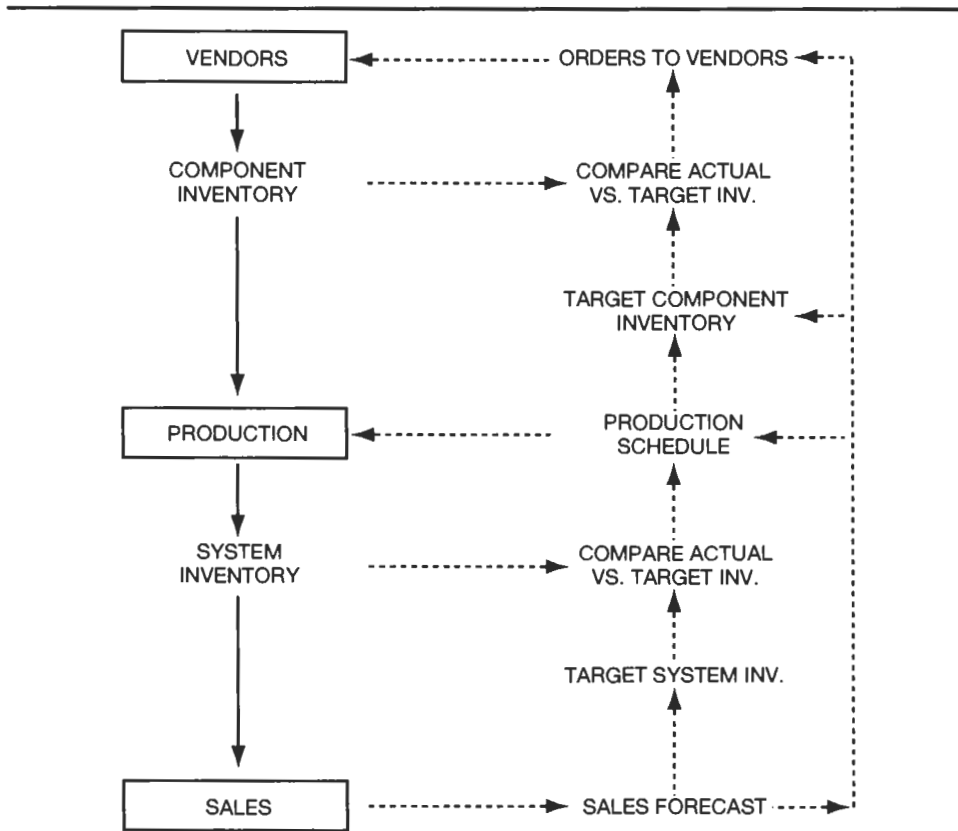 VENDORS
ORDERS TO VENDORS
COMPONENT
INVENTORY
COMPARE ACTUAL
VS. TARGET INV.
TARGET COMPONENT
INVENTORY
PRODUCTION
PRODUCTION
SCHEDULE
SYSTEM
INVENTORY
COMPARE ACTUAL
VS. TARGET INV.
TARGET SYSTEM INV.
SALES
SALES FORECAST